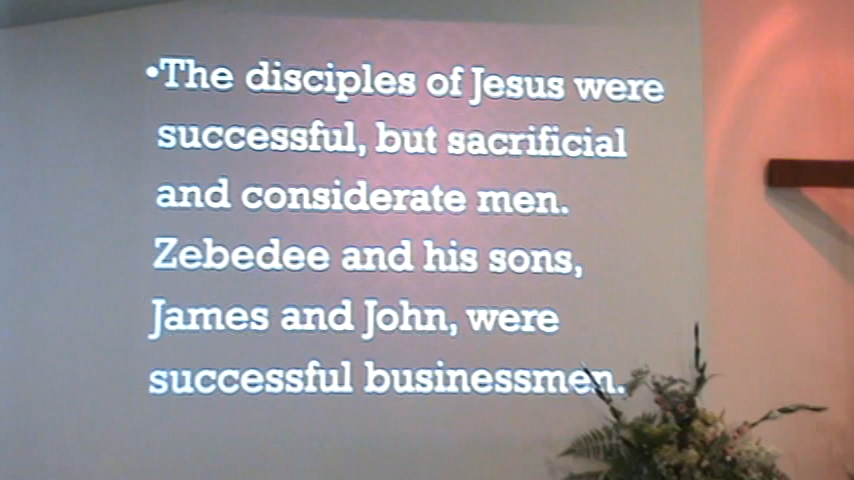 •The disciples of Jesus were
successful, but sacrificial
and considerate men.
Zebedee and his sons,
James and John, were
successful businessmen.